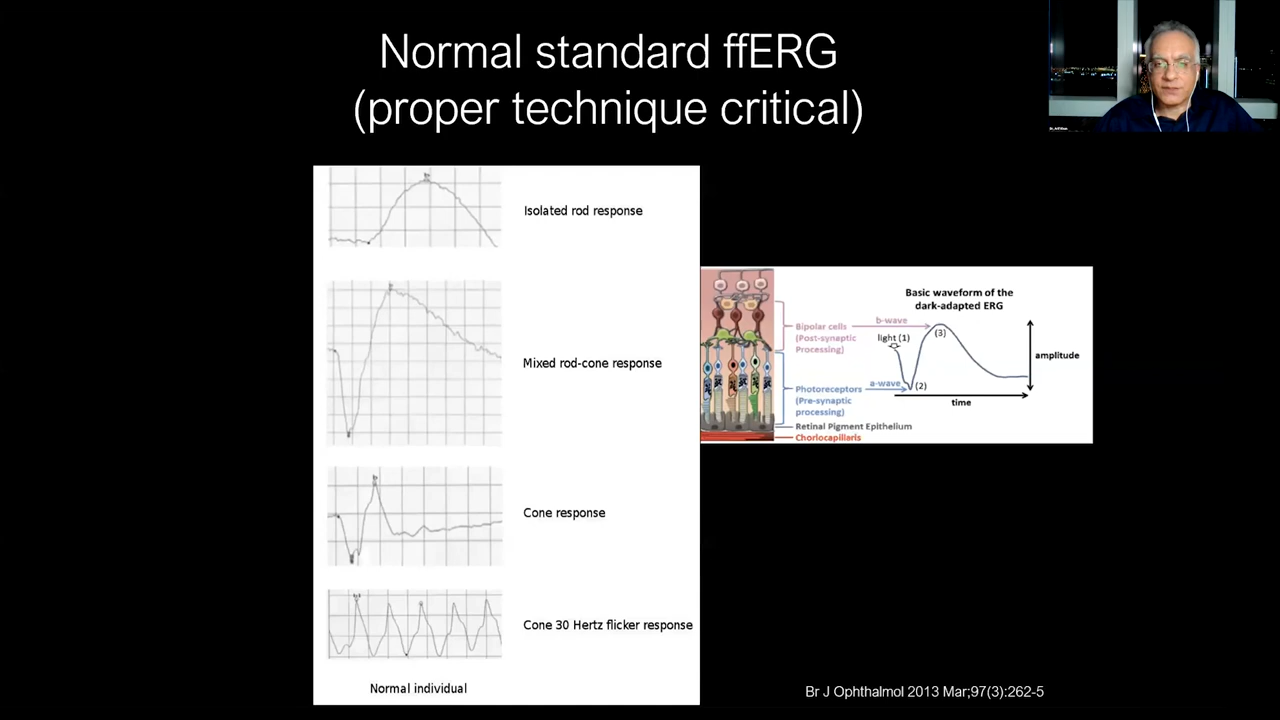 Normal standard ffERG
(proper technique critical)
Isolated rod response
Mixed rod-cone response
Cone response
Cone 30 Hertz flicker response
Normal individual
Basic waveform of the
dark-adapted ERG
b-wave
Bipolar cells
(Post-synaptic
Processing)
light (1)
(3)
amplitude
a-wave
(2)
Photoreceptors
(Pre-synaptic
processing)
time
Retinal Pigment Epithelium
Choriocapillaris
Br J Ophthalmol 2013 Mar;97(3):262-5